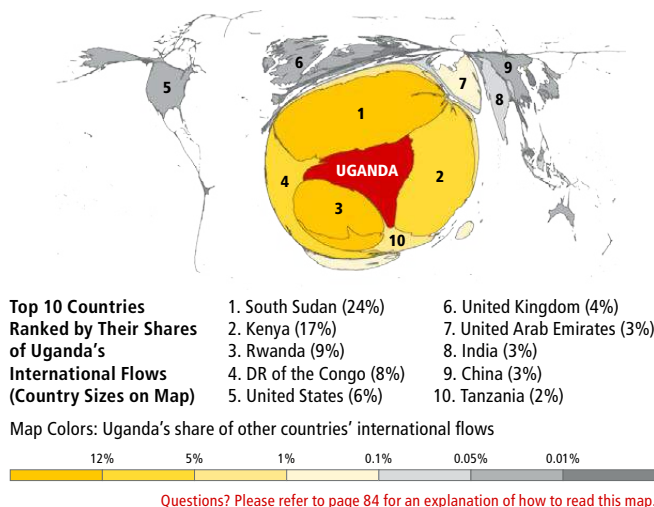 6
9
7
5
8
1
UGANDA
4
2
3
10
Top 10 Countries
Ranked by Their Shares
of Uganda's
International Flows
(Country Sizes on Map)
1. South Sudan (24%)
2. Kenya (17%)
3. Rwanda (9%)
4. DR of the Congo (8%)
5. United States (6%)
6. United Kingdom (4%)
7. United Arab Emirates (3%)
8. India (3%)
9. China (3%)
10. Tanzania (2%)
Map Colors: Uganda's share of other countries' international flows
12% 5% 1% 0.1% 0.05% 0.01%
Questions? Please refer to page 84 for an explanation of how to read this map.